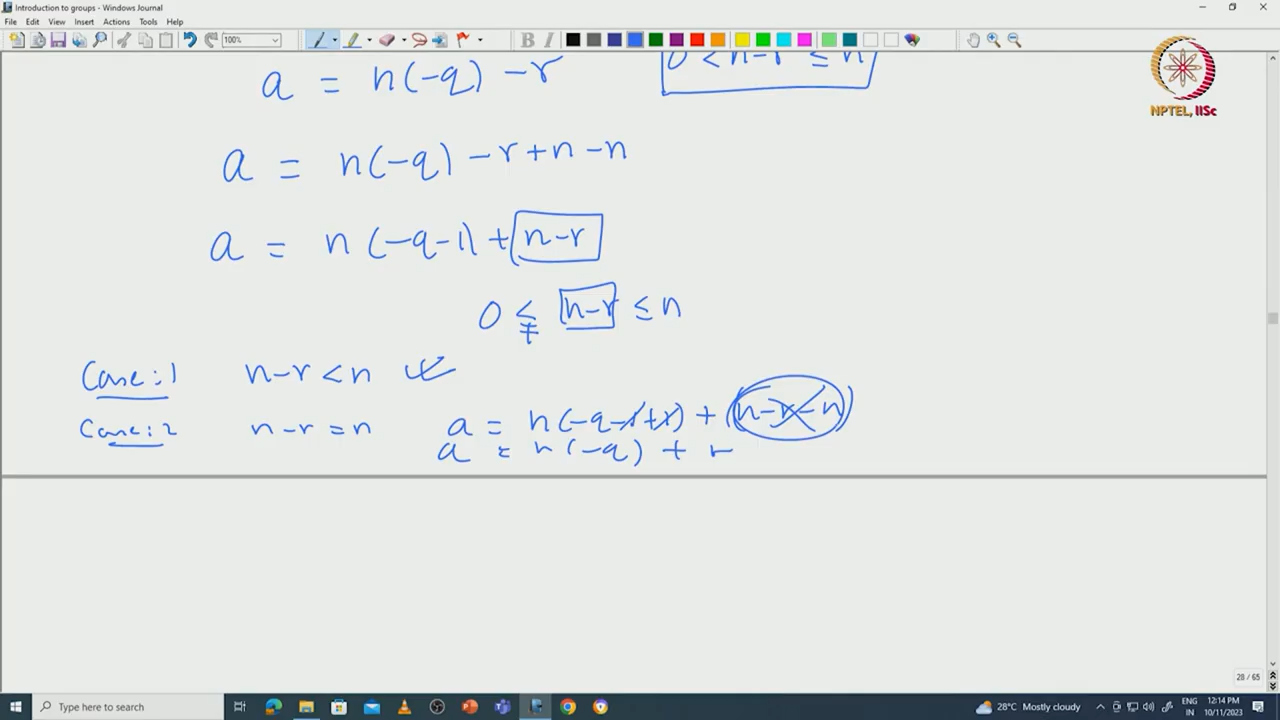 Introduction to groups - Windows Journal
File Edit View Insert Actions Tools Help
100%
B I
NPTEL, IISc
a = n(-q) - r
0 < n-r ≤ n
a = n(-q) - r + n - n
a = n(-q-1) + n-r
0 ≨ n-r ≤ n
Case:1 n-r < n
Case:2 n-r = n a = n(-q-1+1) + (n-r-n)
a = n(-q) + r
28 / 65
Type here to search
28°C Mostly cloudy
ENG
IN
12:14 PM
10/11/2023